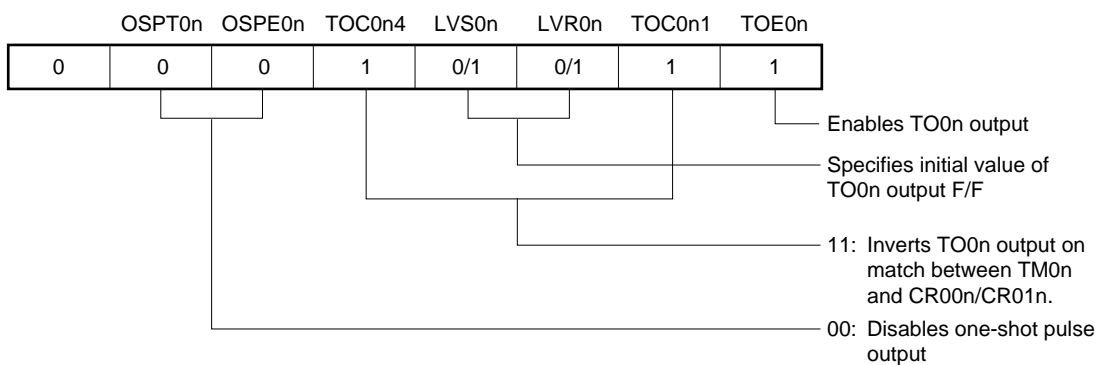 OSPT0n OSPE0n TOC0n4 LVS0n LVR0n TOC0n1 TOE0n
0 0 0 1 0/1 0/1 1 1
Enables TO0n output
Specifies initial value of
TO0n output F/F
11: Inverts TO0n output on
match between TM0n
and CR00n/CR01n.
00: Disables one-shot pulse
output